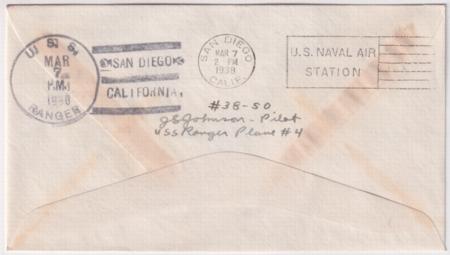 U. S. S.
MAR
7
P.M.
1938
RANGER
SAN DIEGO
CALIFORNIA.
SAN DIEGO
MAR 7
2 PM
1938
CALIF.
U.S. NAVAL AIR
STATION
#38-50
JSJohnson - Pilot
USS Ranger Plane #4